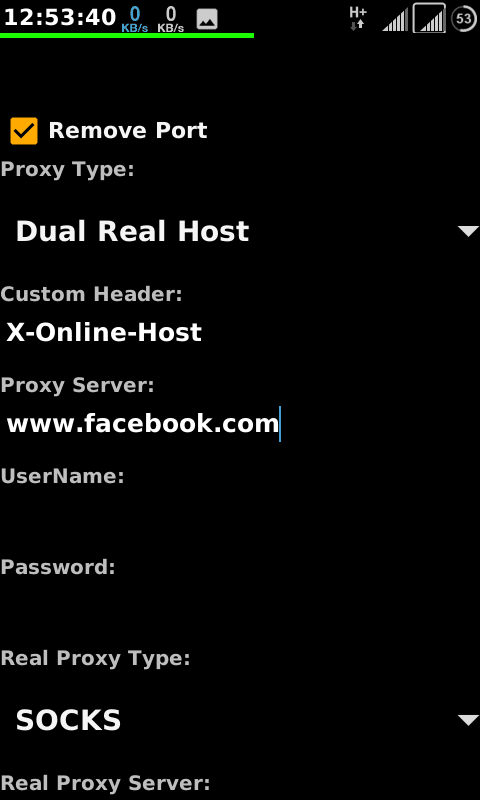 12:53:40 0 KB/s 0 KB/s H+ 53
Remove Port
Proxy Type:
Dual Real Host
Custom Header:
X-Online-Host
Proxy Server:
www.facebook.com
UserName:
Password:
Real Proxy Type:
SOCKS
Real Proxy Server: